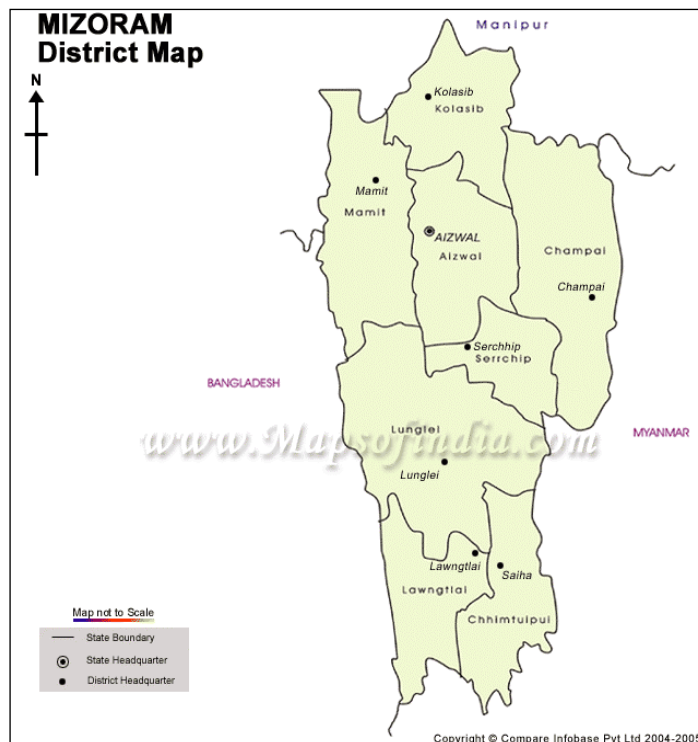 MIZORAM
District Map
Manipur
N
Kolasib
Kolasib
Mamit
Mamit
AIZWAL
Aizwal
Champai
Champai
Serchhip
Serrchip
BANGLADESH
Lunglei
www.Mapsofindia.com
MYANMAR
Lunglei
Lawngtlai
Saiha
Lawngtlai
Chhimtuipui
Map not to Scale
State Boundary
State Headquarter
District Headquarter
Copyright © Compare Infobase Pvt Ltd 2004-2005